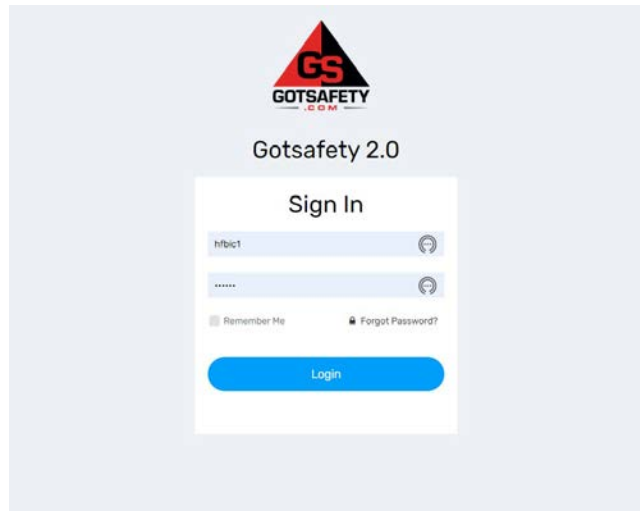 GS
GOTSAFETY
.COM
Gotsafety 2.0
Sign In
hfbic1
••••••
Remember Me
Forgot Password?
Login